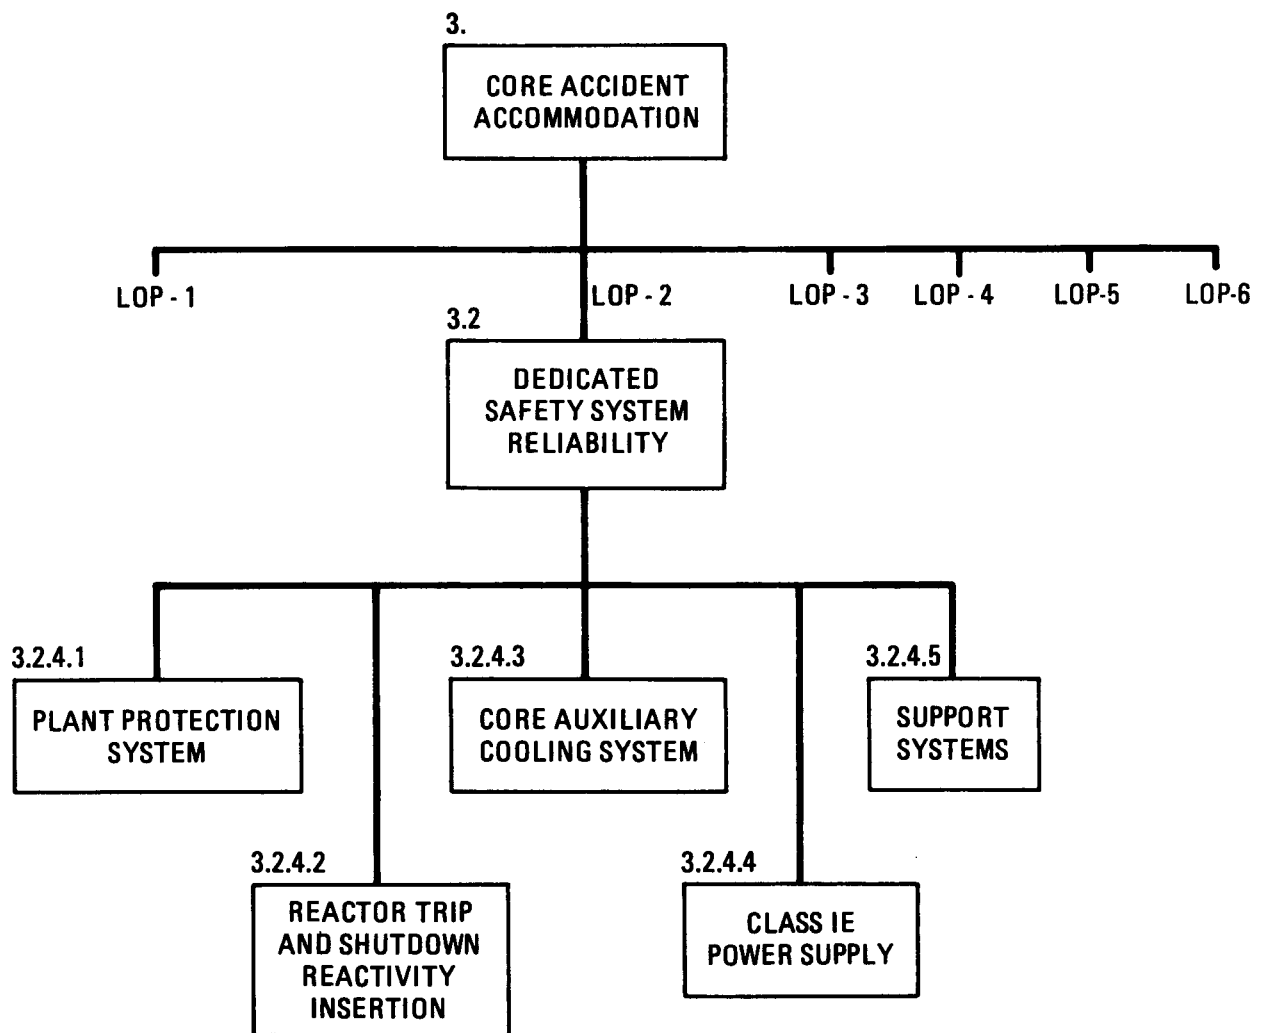 3.
CORE ACCIDENT
ACCOMMODATION
LOP - 1
LOP - 2
LOP - 3
LOP - 4
LOP-5
LOP-6
3.2
DEDICATED
SAFETY SYSTEM
RELIABILITY
3.2.4.1
PLANT PROTECTION
SYSTEM
3.2.4.3
CORE AUXILIARY
COOLING SYSTEM
3.2.4.5
SUPPORT
SYSTEMS
3.2.4.2
REACTOR TRIP
AND SHUTDOWN
REACTIVITY
INSERTION
3.2.4.4
CLASS IE
POWER SUPPLY